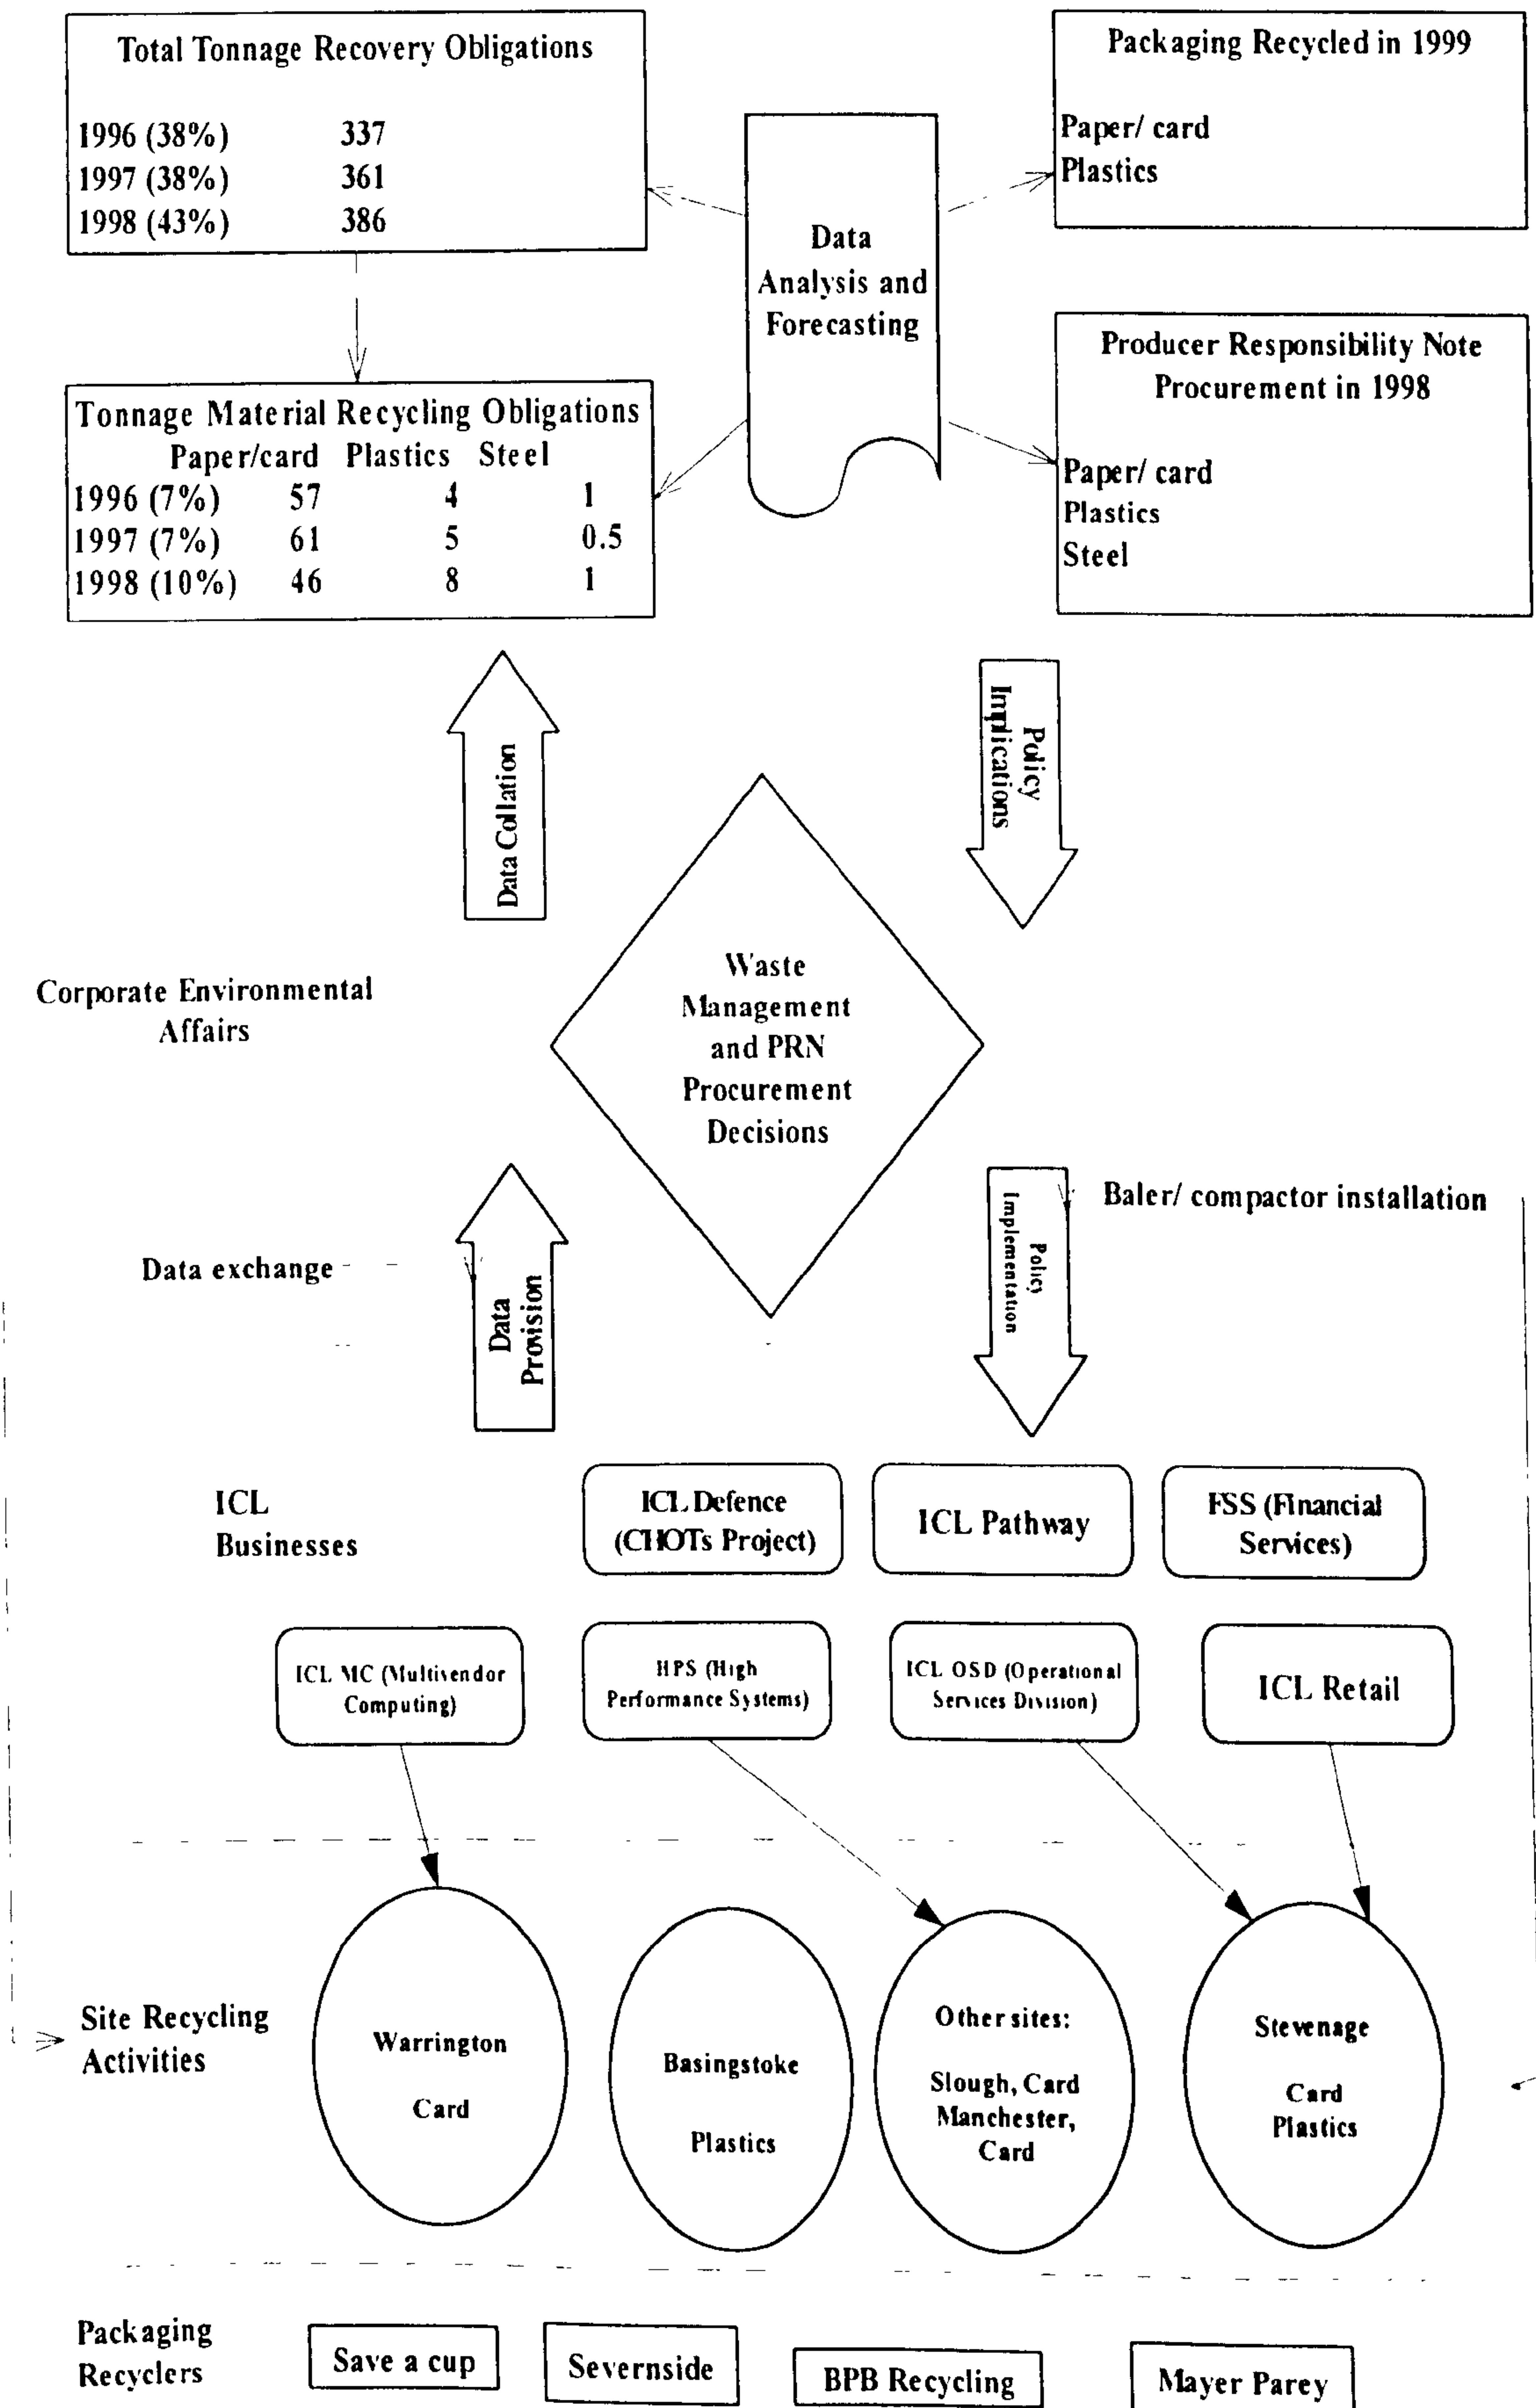 Total Tonnage Recovery Obligations
1996 (38%) 337
1997 (38%) 361
1998 (43%) 386
Packaging Recycled in 1999
Paper/ card
Plastics
Data
Analysis and
Forecasting
Tonnage Material Recycling Obligations
Paper/card Plastics Steel
1996 (7%) 57 4 1
1997 (7%) 61 5 0.5
1998 (10%) 46 8 1
Producer Responsibility Note
Procurement in 1998
Paper/ card
Plastics
Steel
Data Collation
Policy
Implications
Corporate Environmental
Affairs
Waste
Management
and PRN
Procurement
Decisions
Data exchange
Data
Provision
Policy
Implementation
Baler/ compactor installation
ICL
Businesses
ICL Defence
(CHOTs Project)
ICL Pathway
FSS (Financial
Services)
ICL MC (Multivendor
Computing)
HPS (High
Performance Systems)
ICL OSD (Operational
Services Division)
ICL Retail
Site Recycling
Activities
Warrington
Card
Basingstoke
Plastics
Other sites:
Slough, Card
Manchester,
Card
Stevenage
Card
Plastics
Packaging
Recyclers
Save a cup
Severnside
BPB Recycling
Mayer Parey